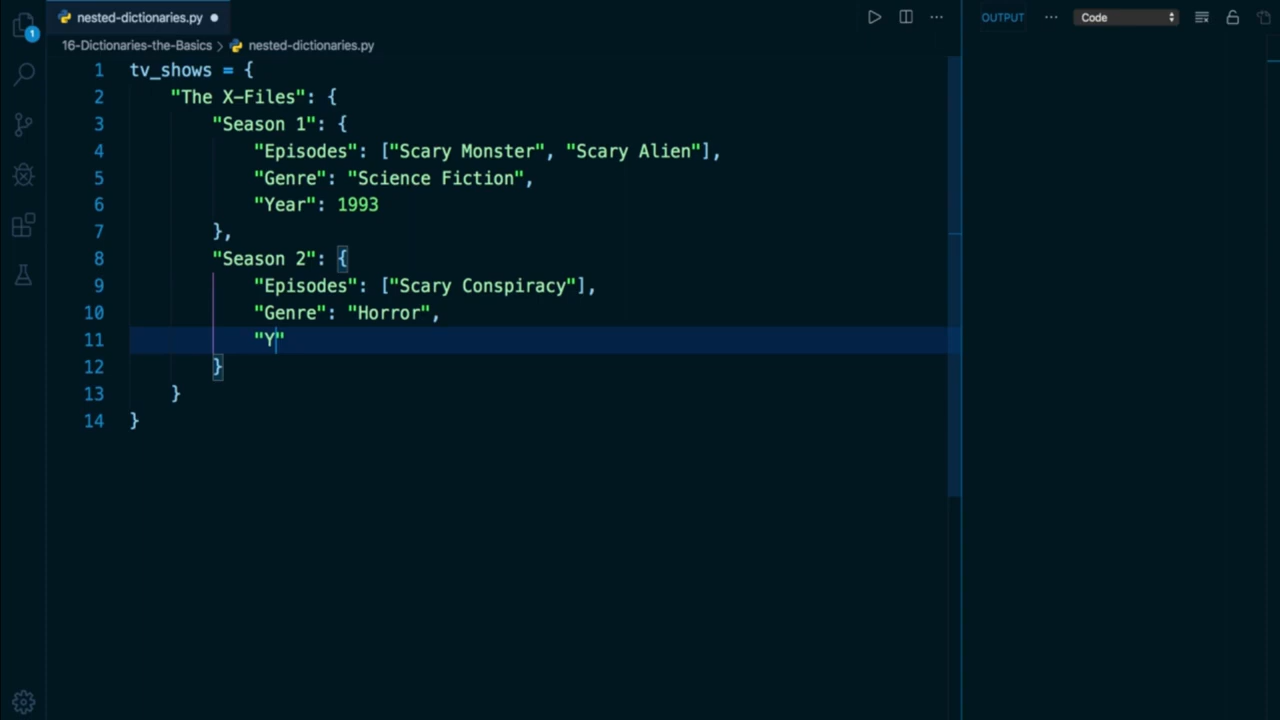 nested-dictionaries.py
OUTPUT
Code
1
16-Dictionaries-the-Basics > nested-dictionaries.py
1 tv_shows = {
2 "The X-Files": {
3 "Season 1": {
4 "Episodes": ["Scary Monster", "Scary Alien"],
5 "Genre": "Science Fiction",
6 "Year": 1993
7 },
8 "Season 2": {
9 "Episodes": ["Scary Conspiracy"],
10 "Genre": "Horror",
11 "Y"
12 }
13 }
14 }